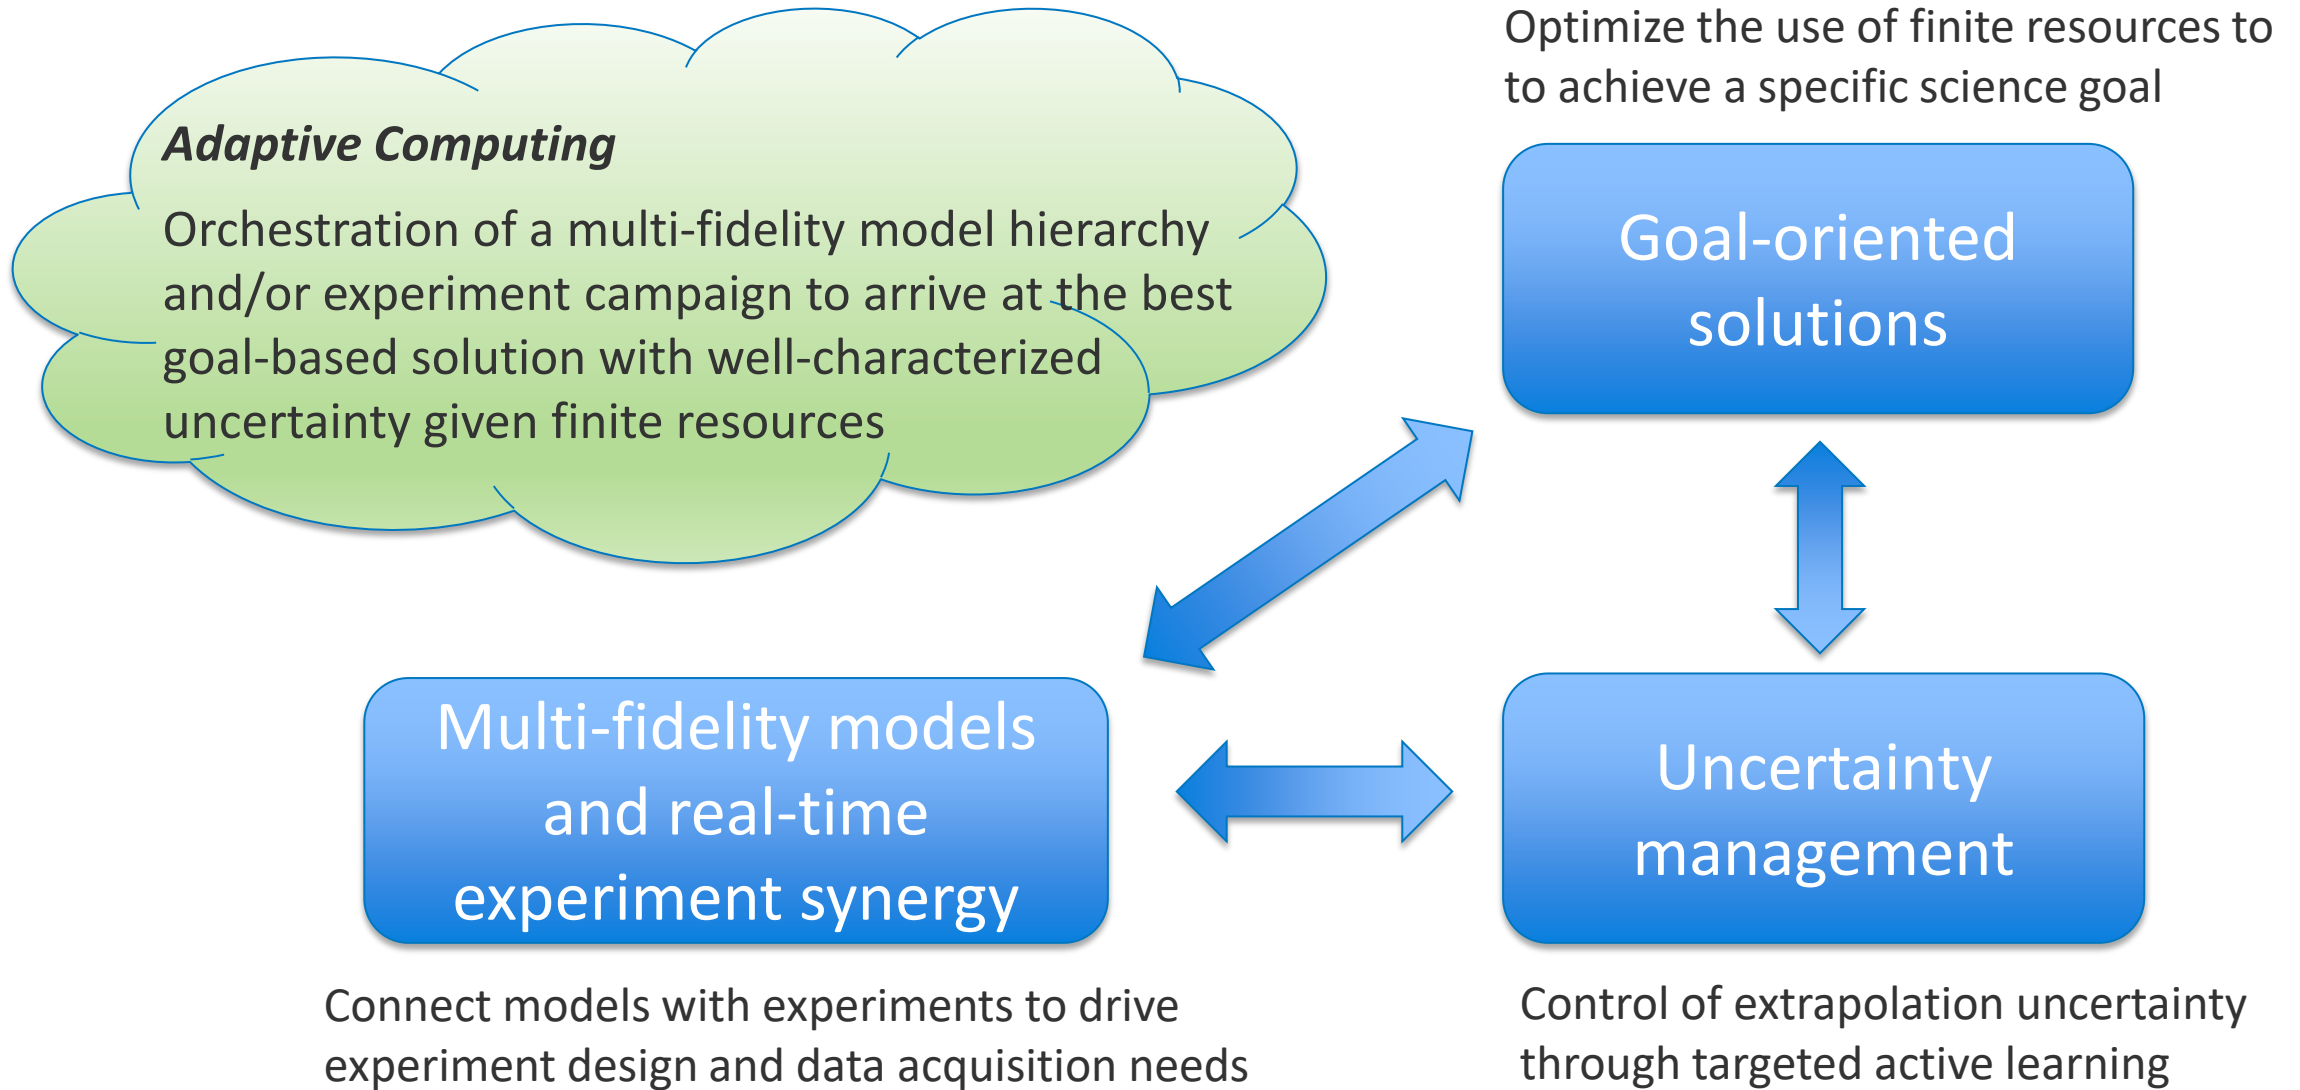 Adaptive Computing
Orchestration of a multi-fidelity model hierarchy
and/or experiment campaign to arrive at the best
goal-based solution with well-characterized
uncertainty given finite resources
Optimize the use of finite resources to
to achieve a specific science goal
Goal-oriented
solutions
Multi-fidelity models
and real-time
experiment synergy
Connect models with experiments to drive
experiment design and data acquisition needs
Uncertainty
management
Control of extrapolation uncertainty
through targeted active learning